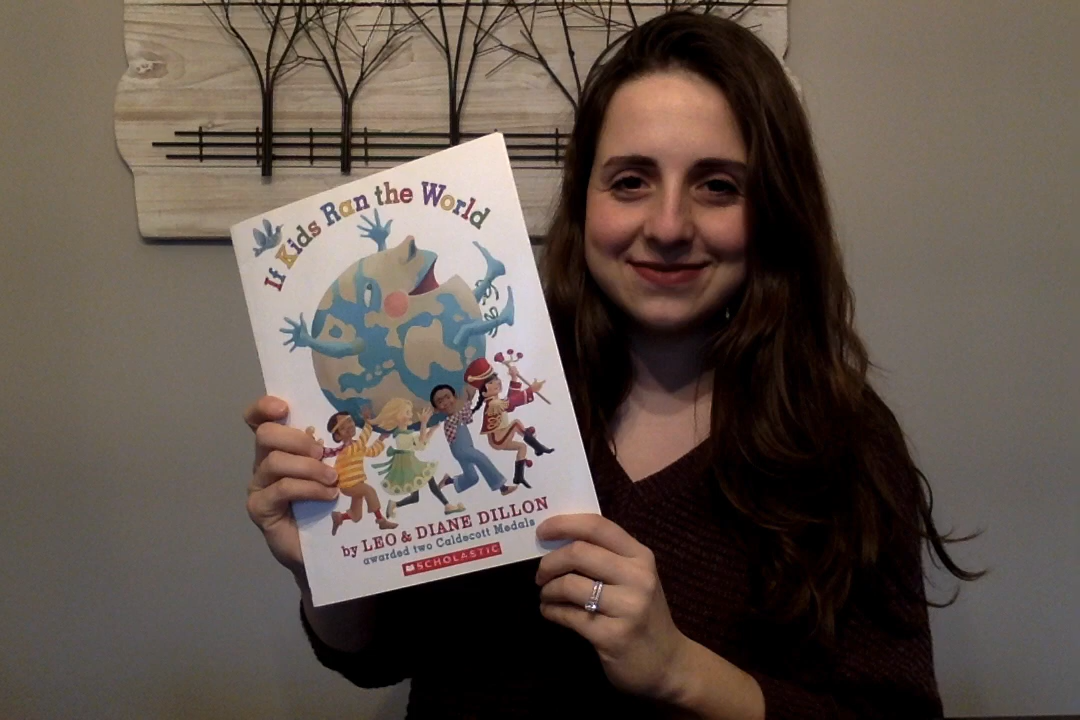 If Kids Ran the World
by LEO & DIANE DILLON
awarded two Caldecott Medals
SCHOLASTIC